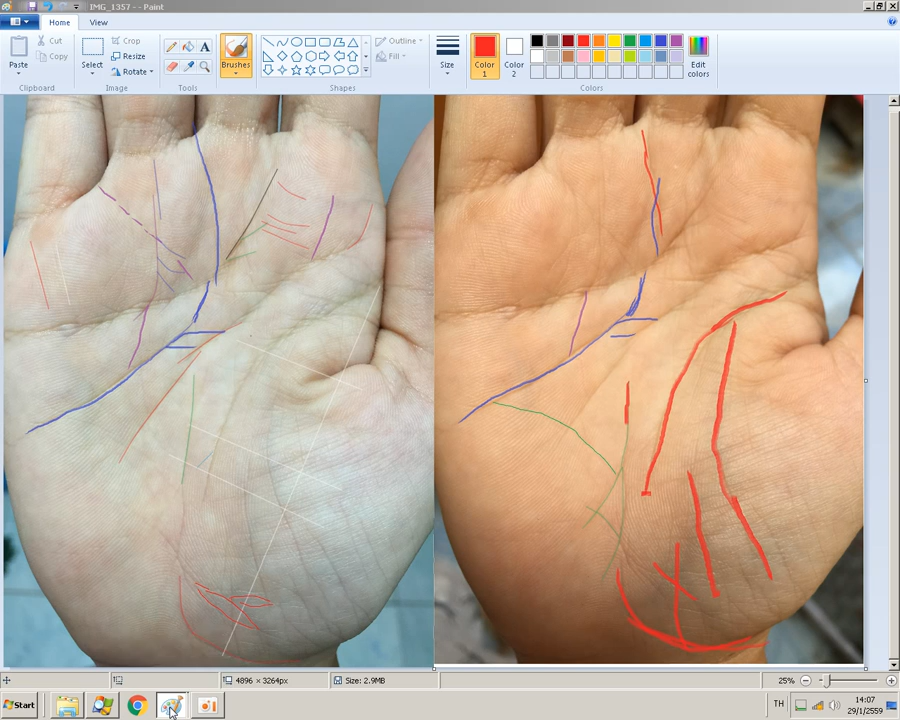 IMG_1357 - - Paint
Home
View
Paste
Cut
Copy
Clipboard
Select
Crop
Resize
Rotate
Image
A
Tools
Brushes
Shapes
Outline
Fill
Size
Color 1
Color 2
Edit colors
Colors
4896 × 3264px
Size: 2.9MB
25%
Start
TH
14:07
29/1/2559